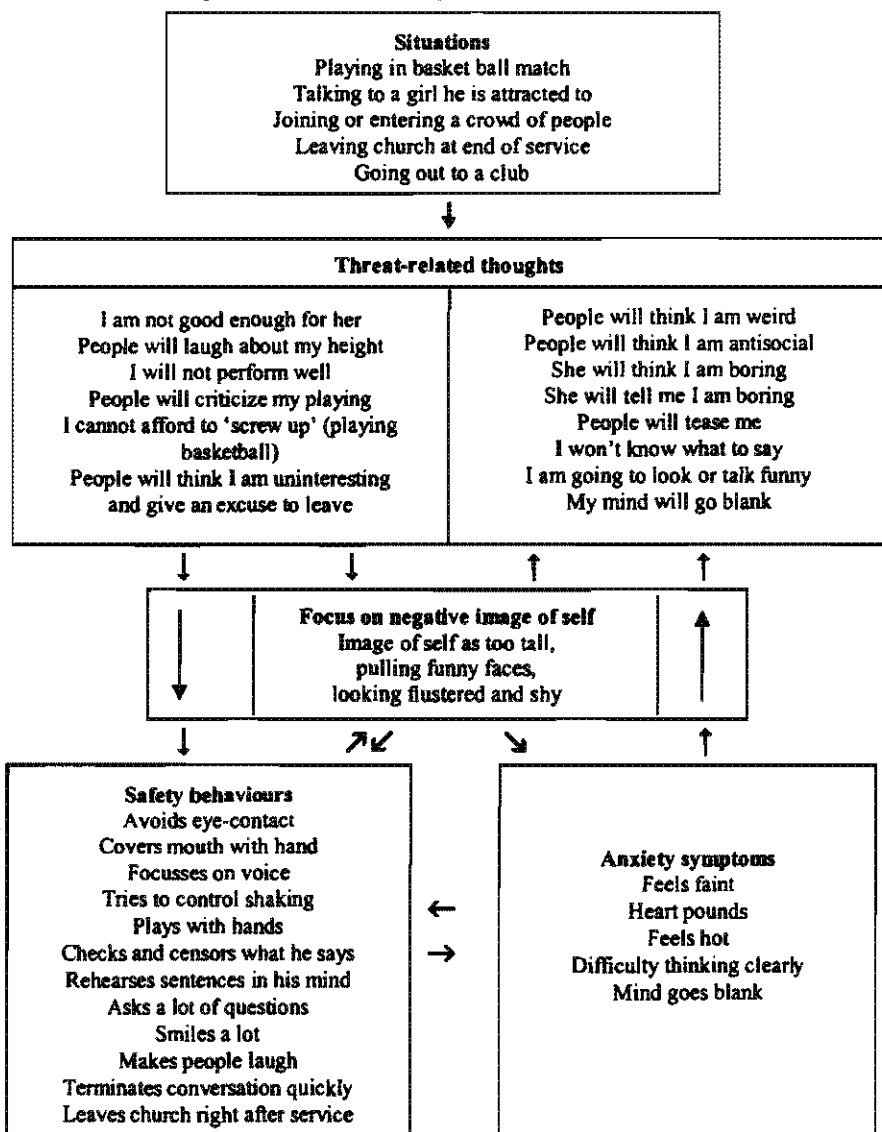 Situations
Playing in basket ball match
Talking to a girl he is attracted to
Joining or entering a crowd of people
Leaving church at end of service
Going out to a club
Threat-related thoughts
I am not good enough for her
People will laugh about my height
I will not perform well
People will criticize my playing
I cannot afford to ‘screw up’ (playing
basketball)
People will think I am uninteresting
and give an excuse to leave
People will think I am weird
People will think I am antisocial
She will think I am boring
She will tell me I am boring
People will tease me
I won’t know what to say
I am going to look or talk funny
My mind will go blank
Focus on negative image of self
Image of self as too tall,
pulling funny faces,
looking flustered and shy
Safety behaviours
Avoids eye-contact
Covers mouth with hand
Focusses on voice
Tries to control shaking
Plays with hands
Checks and censors what he says
Rehearses sentences in his mind
Asks a lot of questions
Smiles a lot
Makes people laugh
Terminates conversation quickly
Leaves church right after service
Anxiety symptoms
Feels faint
Heart pounds
Feels hot
Difficulty thinking clearly
Mind goes blank